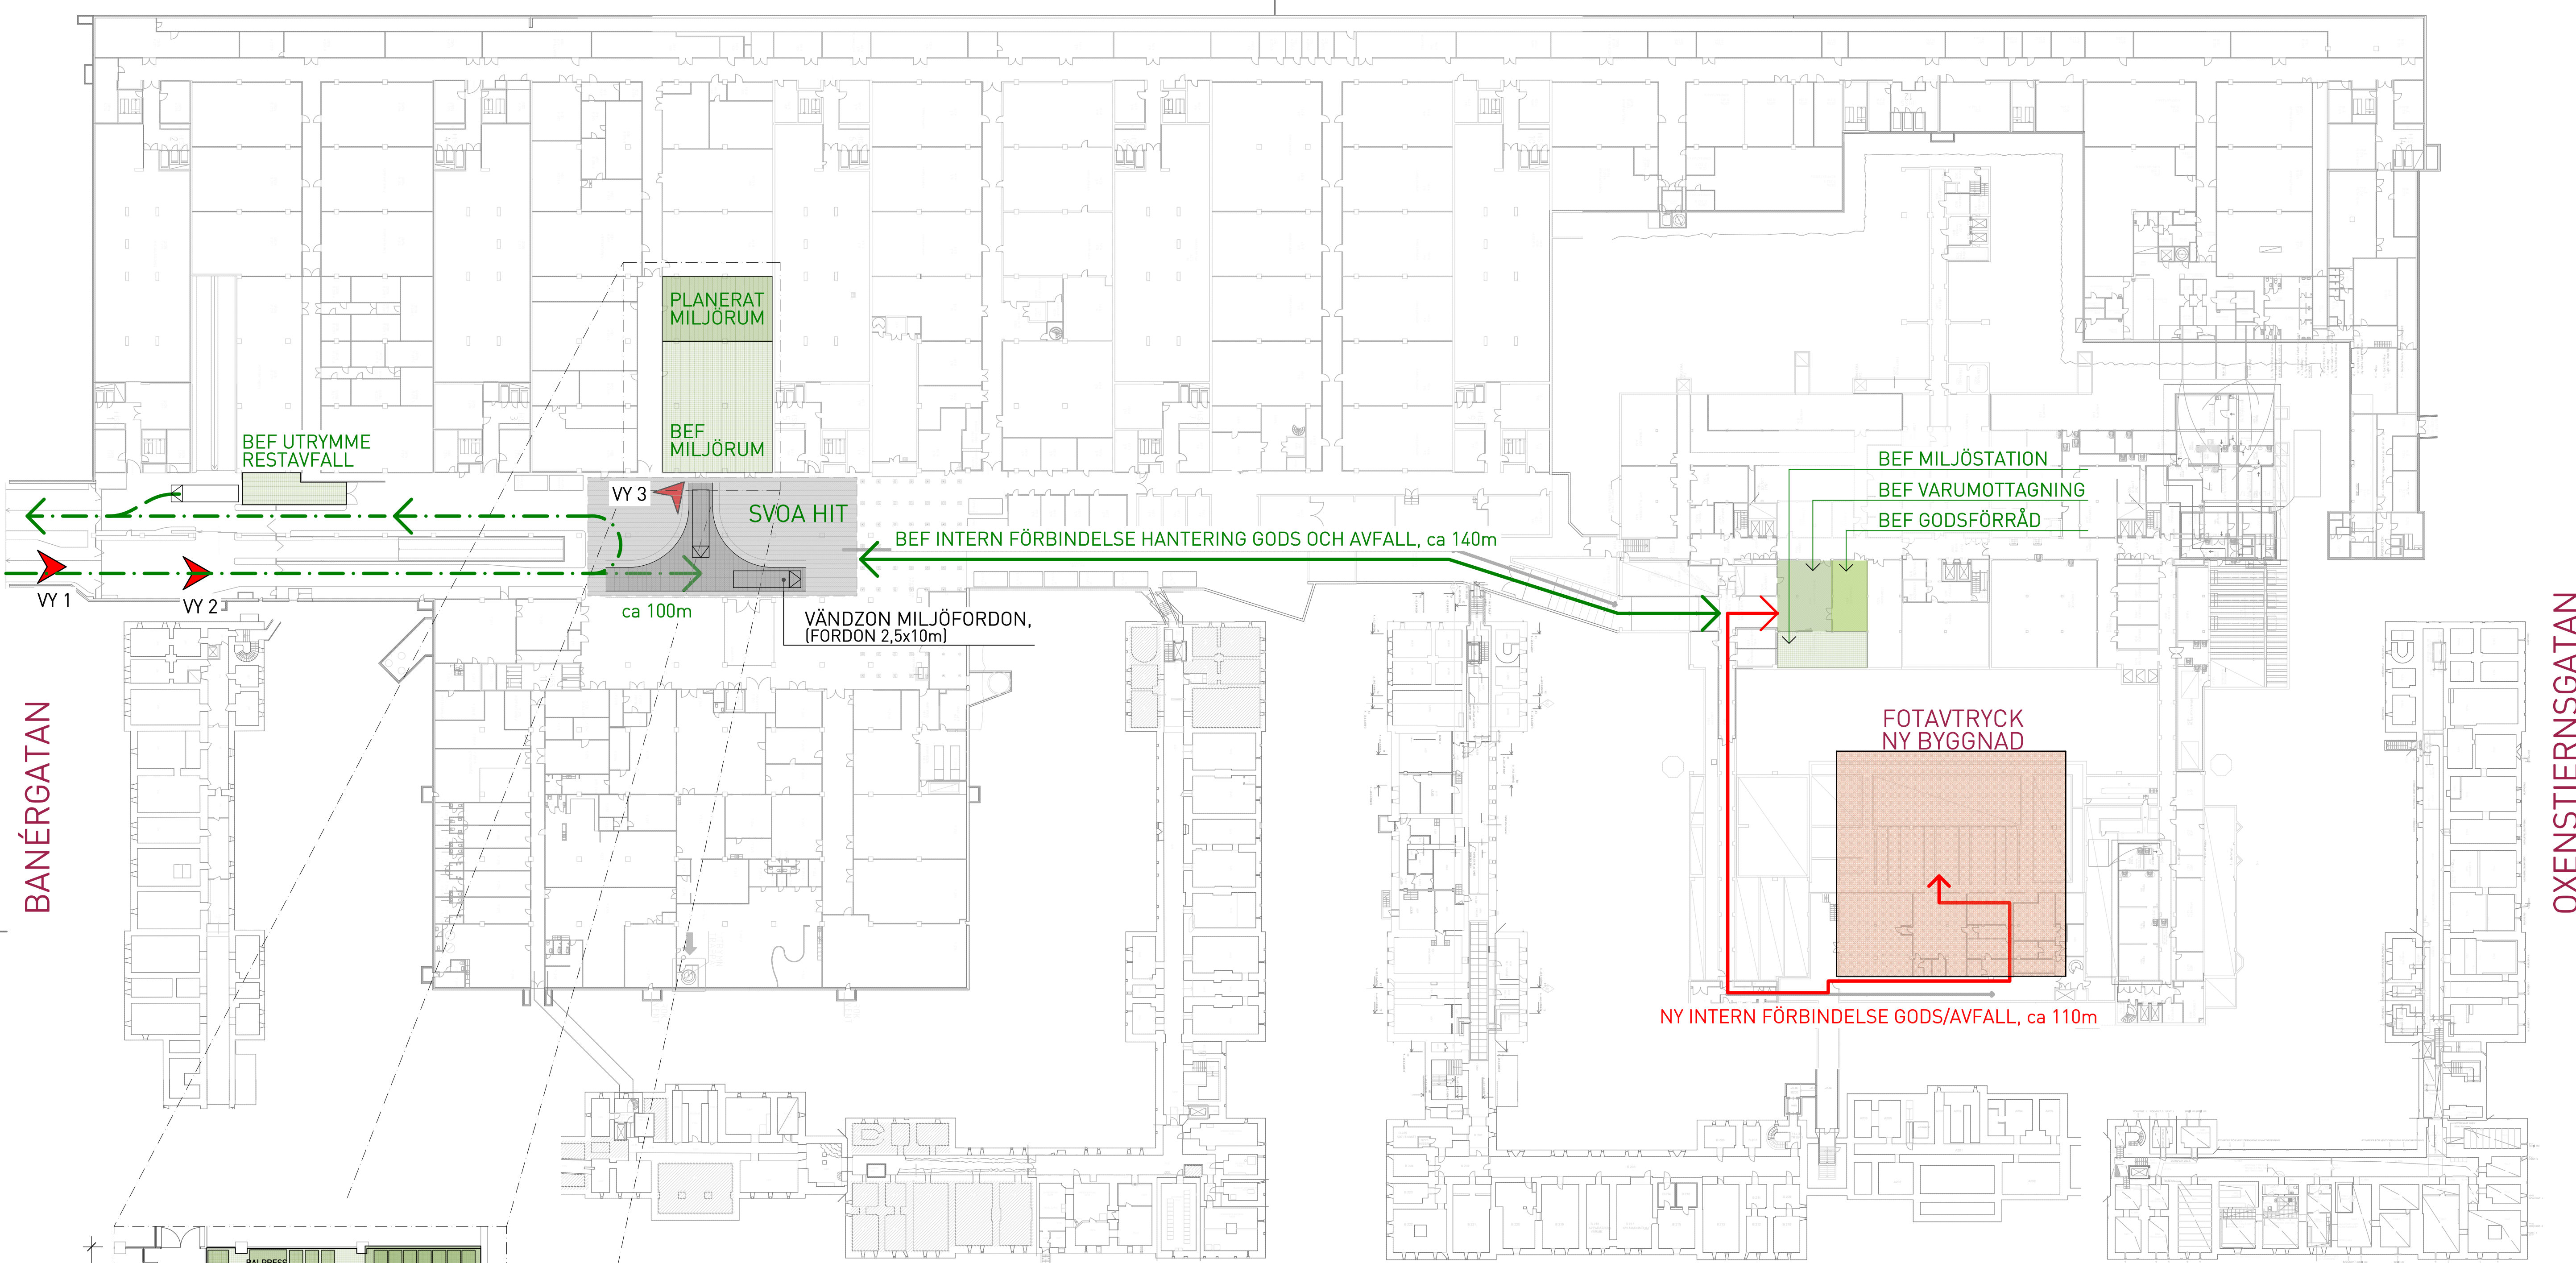 PLANERAT
MILJÖRUM
BEF
MILJÖRUM
BEF UTRYMME
RESTAVFALL
VY 3
SVOA HIT
BEF INTERN FÖRBINDELSE HANTERING GODS OCH AVFALL, ca 140m
BEF MILJÖSTATION
BEF VARUMOTTAGNING
BEF GODSFÖRRÅD
VY 1
VY 2
ca 100m
VÄNDZON MILJÖFORDON,
(FORDON 2,5x10m)
BANÉRGATAN
OXENSTIERNSGATAN
FOTAVTRYCK
NY BYGGNAD
NY INTERN FÖRBINDELSE GODS/AVFALL, ca 110m
BALPRESS